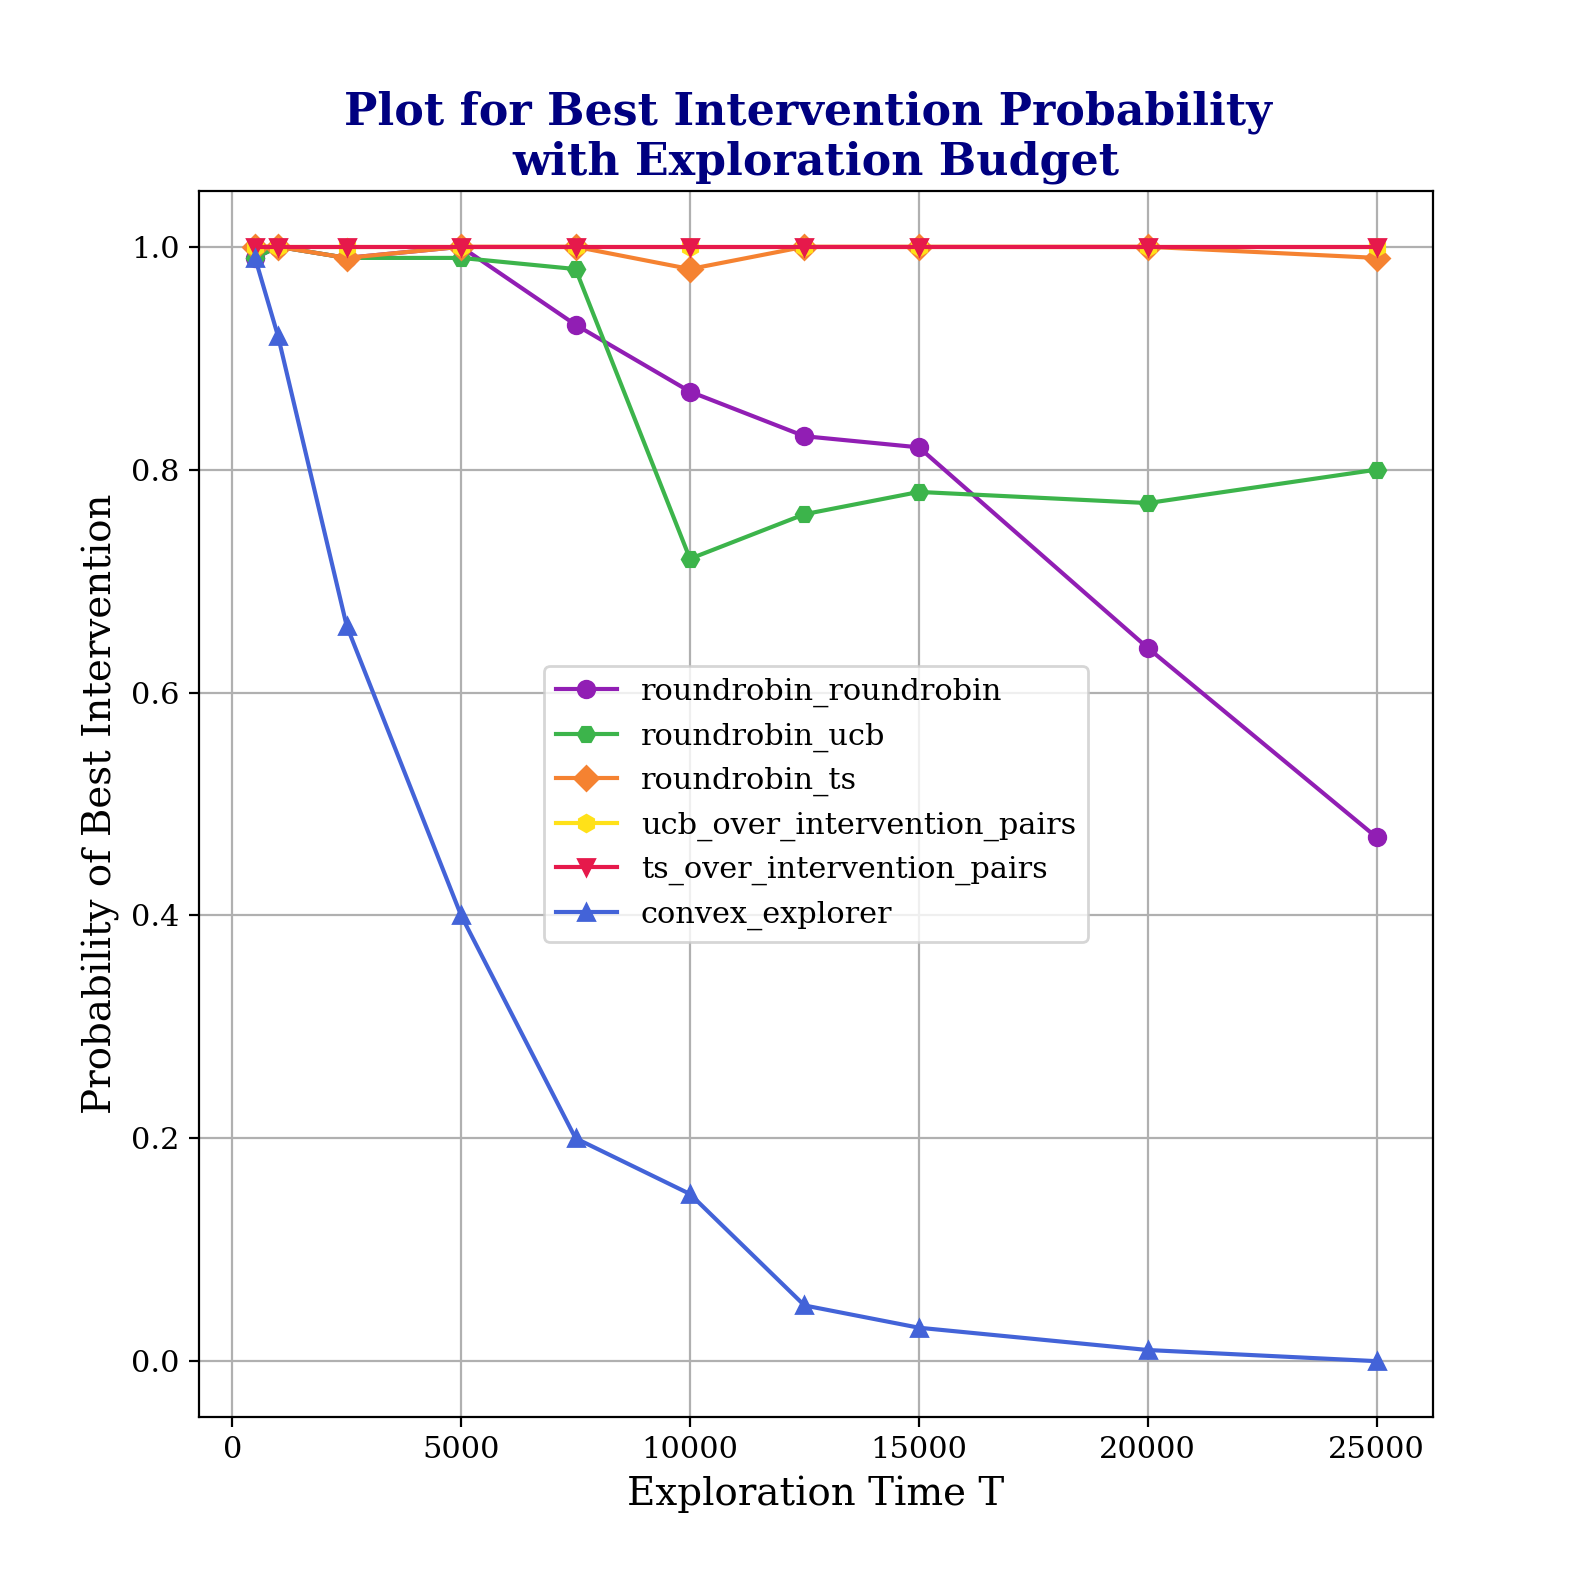 Plot for Best Intervention Probability
with Exploration Budget
Probability of Best Intervention
1.0
0.8
0.6
0.4
0.2
0.0
roundrobin_roundrobin
roundrobin_ucb
roundrobin_ts
ucb_over_intervention_pairs
ts_over_intervention_pairs
convex_explorer
0 5000 10000 15000 20000 25000
Exploration Time T